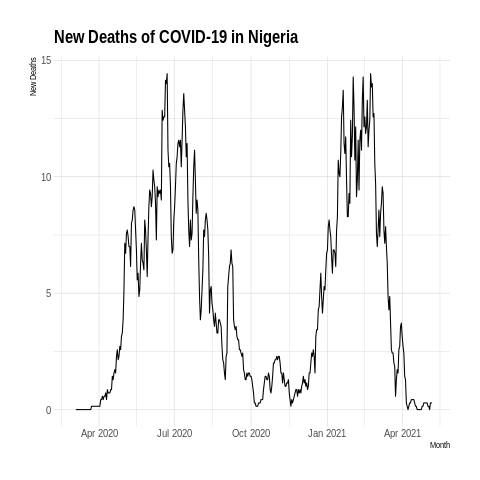 New Deaths of COVID-19 in Nigeria
New Deaths
15
10
5
0
Apr 2020
Jul 2020
Oct 2020
Jan 2021
Apr 2021
Month